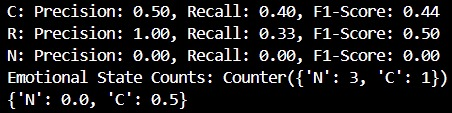 C: Precision: 0.50, Recall: 0.40, F1-Score: 0.44
R: Precision: 1.00, Recall: 0.33, F1-Score: 0.50
N: Precision: 0.00, Recall: 0.00, F1-Score: 0.00
Emotional State Counts: Counter({'N': 3, 'C': 1})
{'N': 0.0, 'C': 0.5}